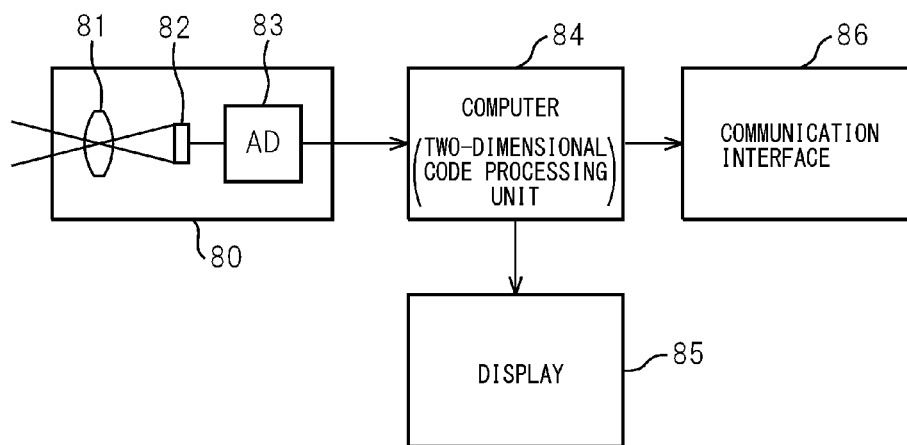 81
82
83
84
86
AD
COMPUTER
(TWO-DIMENSIONAL
CODE PROCESSING
UNIT)
COMMUNICATION
INTERFACE
80
DISPLAY
85